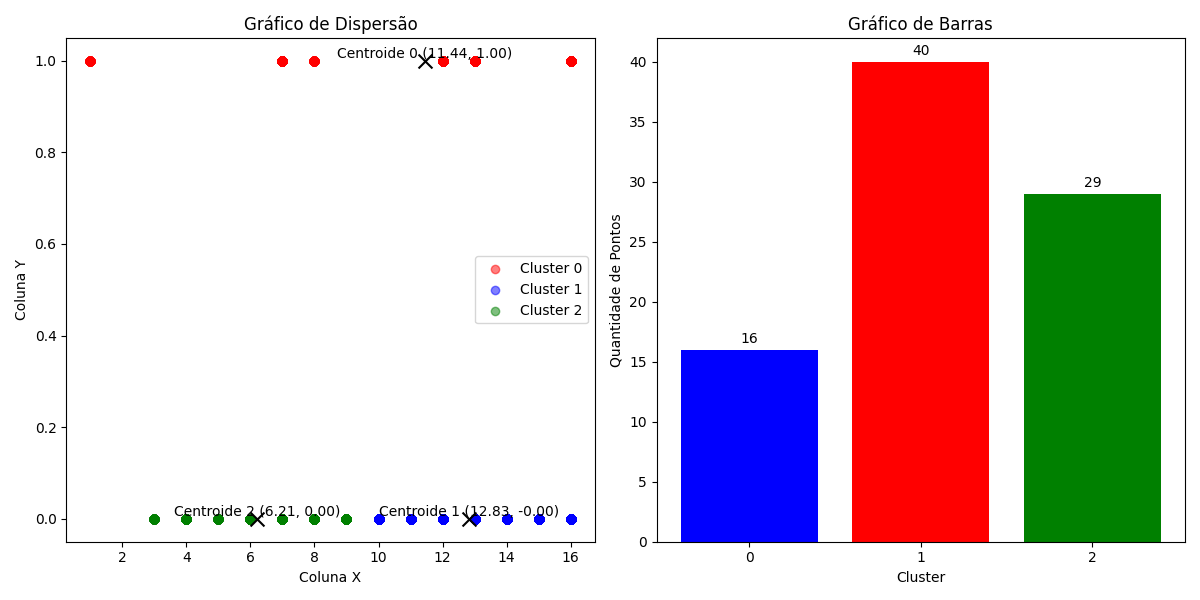 Gráfico de Dispersão
Centroide 0 (11.44, 1.00)
1.0
0.8
0.6
0.4
0.2
0.0
Coluna Y
Cluster 0
Cluster 1
Cluster 2
Centroide 2 (6.21, 0.00)
Centroide 1 (12.83, -0.00)
2 4 6 8 10 12 14 16
Coluna X
Gráfico de Barras
40
35
30
25
20
15
10
5
0
Quantidade de Pontos
16
40
29
0 1 2
Cluster